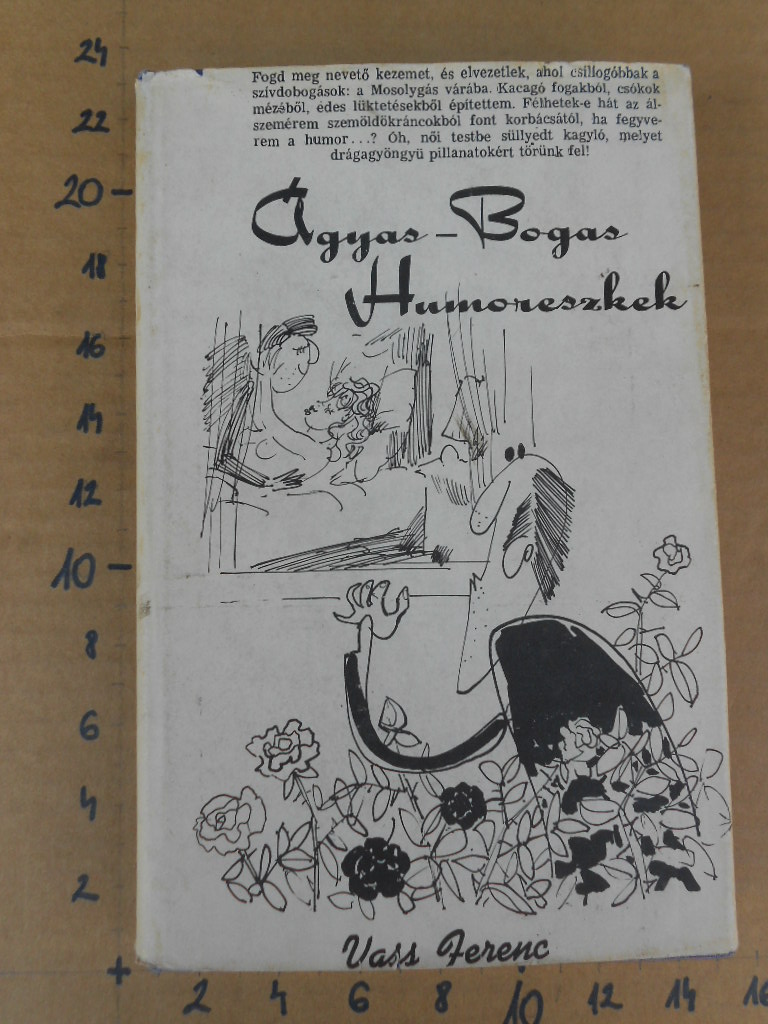 Fogd meg nevető kezemet, és elvezetlek, ahol csillogóbbak a
szívdobogások: a Mosolygás várába. Kacagó fogakból, csókok
mézéből, édes lüktetésekből építettem. Félhetek-e hát az ál-
szemérem szemöldökráncokból font korbácsától, ha fegyve-
rem a humor...? Óh, női testbe süllyedt kagyló, melyet
drágagyöngyü pillanatokért törünk fel!
Ágyas-Bogas
Humoreszkek
Vass Ferenc
24
22
20
18
16
14
12
10
8
6
4
2
2 4 6 8 10 12 14 16